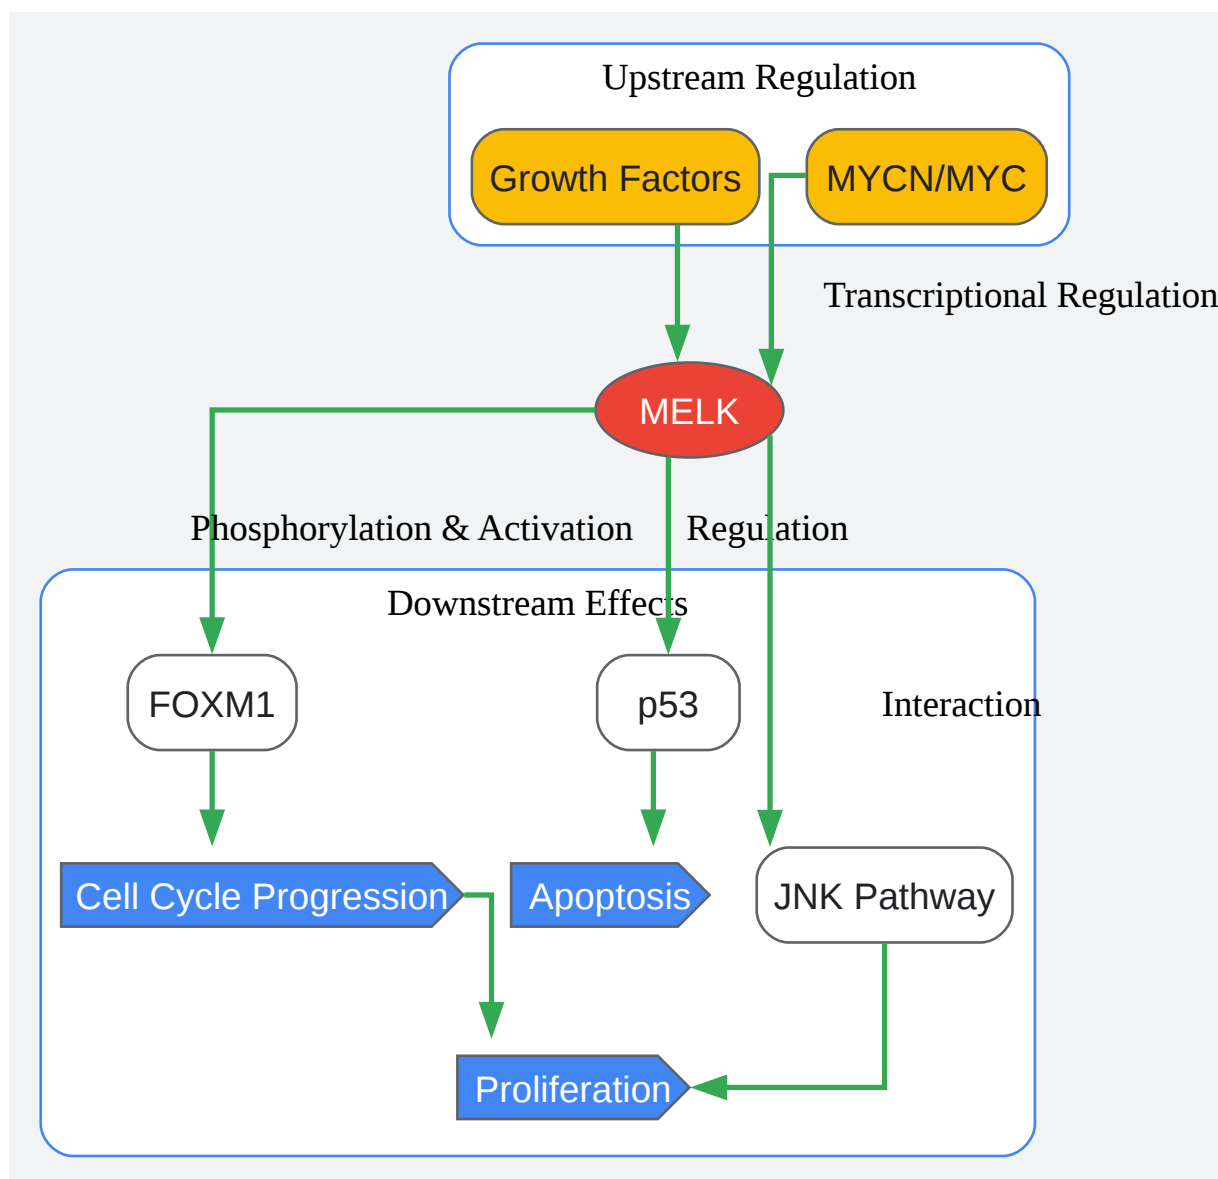 Upstream Regulation
Growth Factors
MYCN/MYC
Transcriptional Regulation
MELK
Phosphorylation & Activation
Regulation
Downstream Effects
FOXM1
p53
Interaction
Cell Cycle Progression
Apoptosis
JNK Pathway
Proliferation